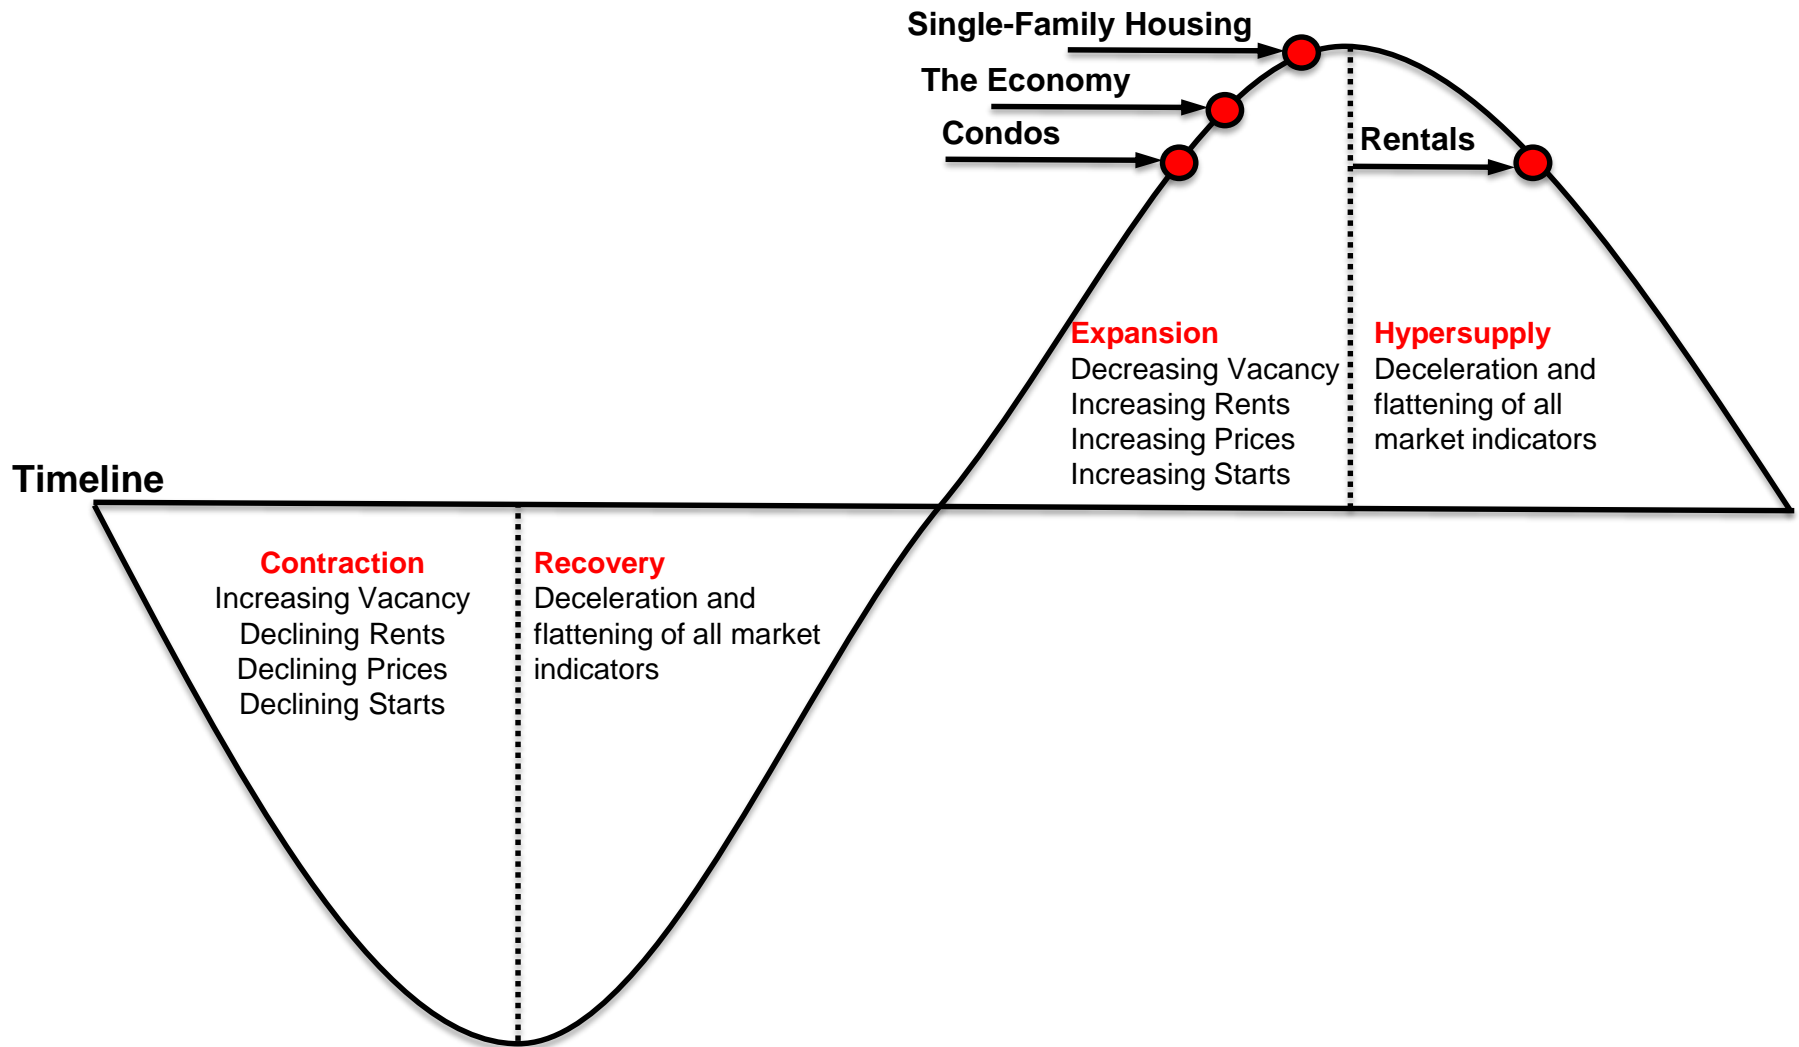 Single-Family Housing
The Economy
Condos
Rentals
Expansion
Decreasing Vacancy
Increasing Rents
Increasing Prices
Increasing Starts
Hypersupply
Deceleration and
flattening of all
market indicators
Timeline
Contraction
Increasing Vacancy
Declining Rents
Declining Prices
Declining Starts
Recovery
Deceleration and
flattening of all market
indicators